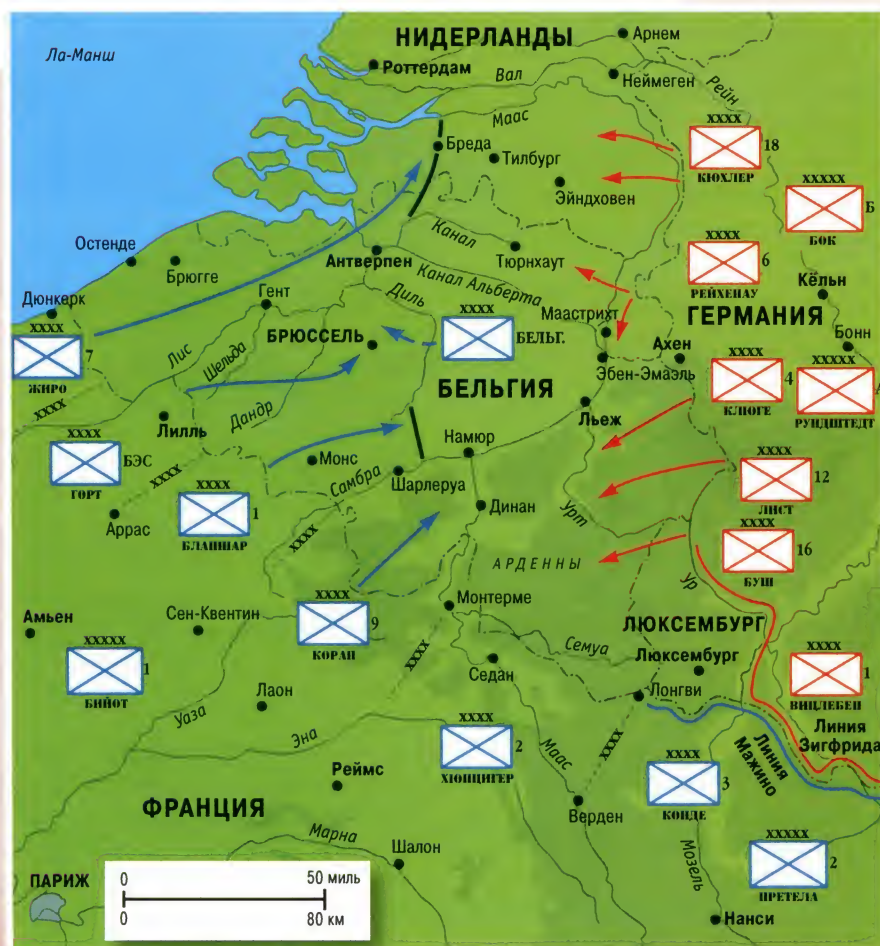 НИДЕРЛАНДЫ
Арнем
Ла-Манш
Роттердам
Вал
Неймеген
Рейн
Маас
Бреда
Тилбург
Эйндховен
XXXX
18
КЮХЛЕР
XXXXX
Б
БОК
Остенде
Брюгге
Антверпен
Канал
Тюрнхаут
XXXX
6
РЕЙХЕНАУ
Канал Альберта
Дюнкерк
Гент
Диль
Маастрихт
ГЕРМАНИЯ
Кёльн
XXXX
7
ЖИРО
БРЮССЕЛЬ
XXXX
БЕЛЬГ.
Лис
Шельда
Дандр
Эбен-Эмаэль
Ахен
Бонн
XXXX
4
КЛЮГЕ
XXXXX
А
РУНДШТЕДТ
БЕЛЬГИЯ
Льеж
XXXX
Лилль
XXXX
БЭС
ГОРТ
XXXX
Монс
Намюр
Самбра
Шарлеруа
XXXX
12
ЛИСТ
Аррас
XXXX
1
БЛАНШАР
XXXX
Динан
Урт
XXXX
16
БУШ
АРДЕННЫ
Ур
Амьен
Сен-Квентин
XXXX
9
КОРАП
Монтерме
XXXX
ЛЮКСЕМБУРГ
Семуа
Люксембург
XXXXX
1
БИЙОТ
Седан
Лонгви
XXXX
1
ВИЦЛЕБЕН
Лаон
Уаза
Эна
XXXX
2
ХЮНЦИГЕР
Маас
XXXX
Линия
Мажино
Линия
Зигфрида
Реймс
XXXX
3
КОНДЕ
Верден
ФРАНЦИЯ
Марна
Шалон
Мозель
XXXXX
2
ПРЕТЕЛА
ПАРИЖ
0 50 миль
0 80 км
Нанси